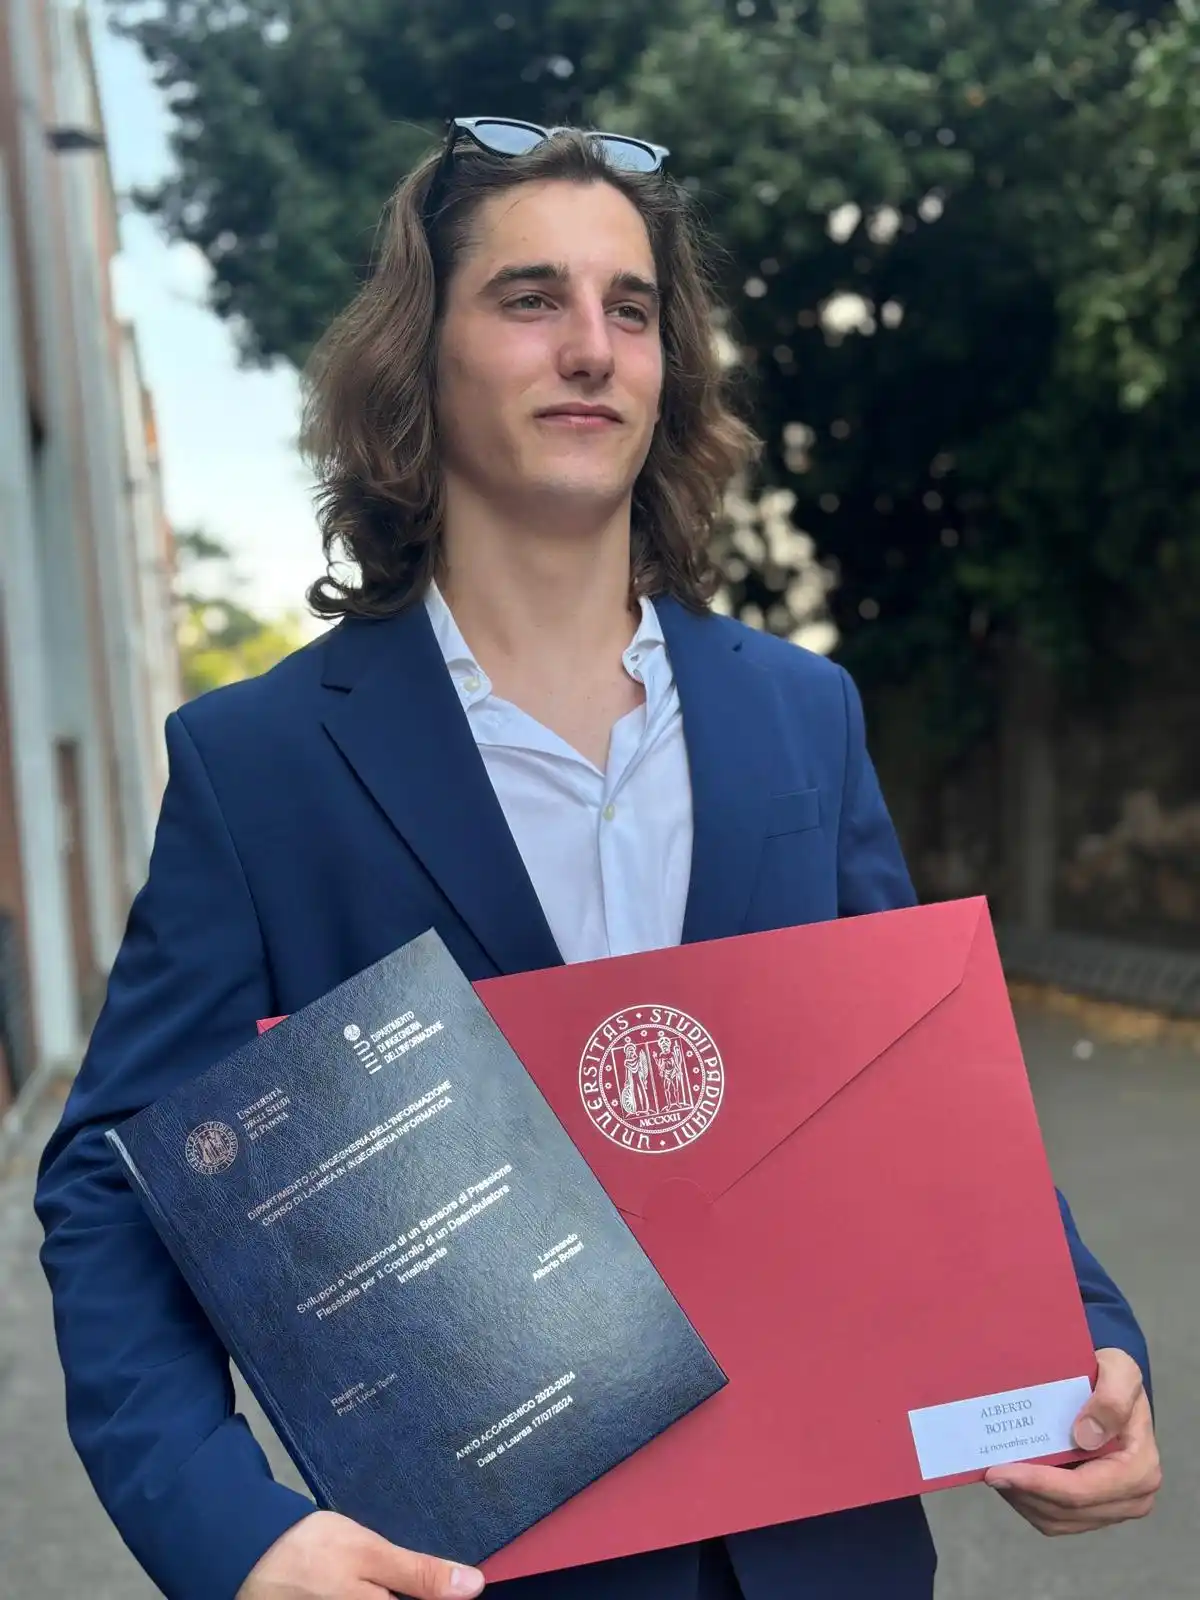 DIPARTIMENTO
DI INGEGNERIA
DELL'INFORMAZIONE
UNIVERSITÀ
DEGLI STUDI
DI PADOVA
DIPARTIMENTO DI INGEGNERIA DELL'INFORMAZIONE
CORSO DI LAUREA IN INGEGNERIA INFORMATICA
Sviluppo e Validazione di un Sensore di Pressione
Flessibile per il Controllo di un Deambulatore
Intelligente
Laureando
Alberto Bottari
Relatore
Prof. Luca Tonin
ANNO ACCADEMICO 2023-2024
Data di Laurea 17/07/2024
UNIVERSITAS • STUDII PADUANI •
MCCXXII
ALBERTO
BOTTARI
24 novembre 2002